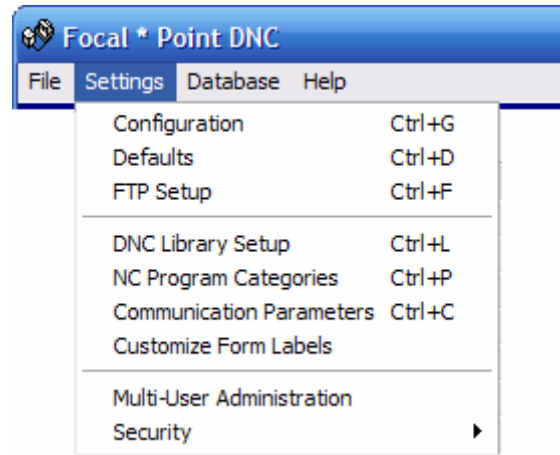 Focal * Point DNC
File Settings Database Help
Configuration Ctrl+G
Defaults Ctrl+D
FTP Setup Ctrl+F
DNC Library Setup Ctrl+L
NC Program Categories Ctrl+P
Communication Parameters Ctrl+C
Customize Form Labels
Multi-User Administration
Security